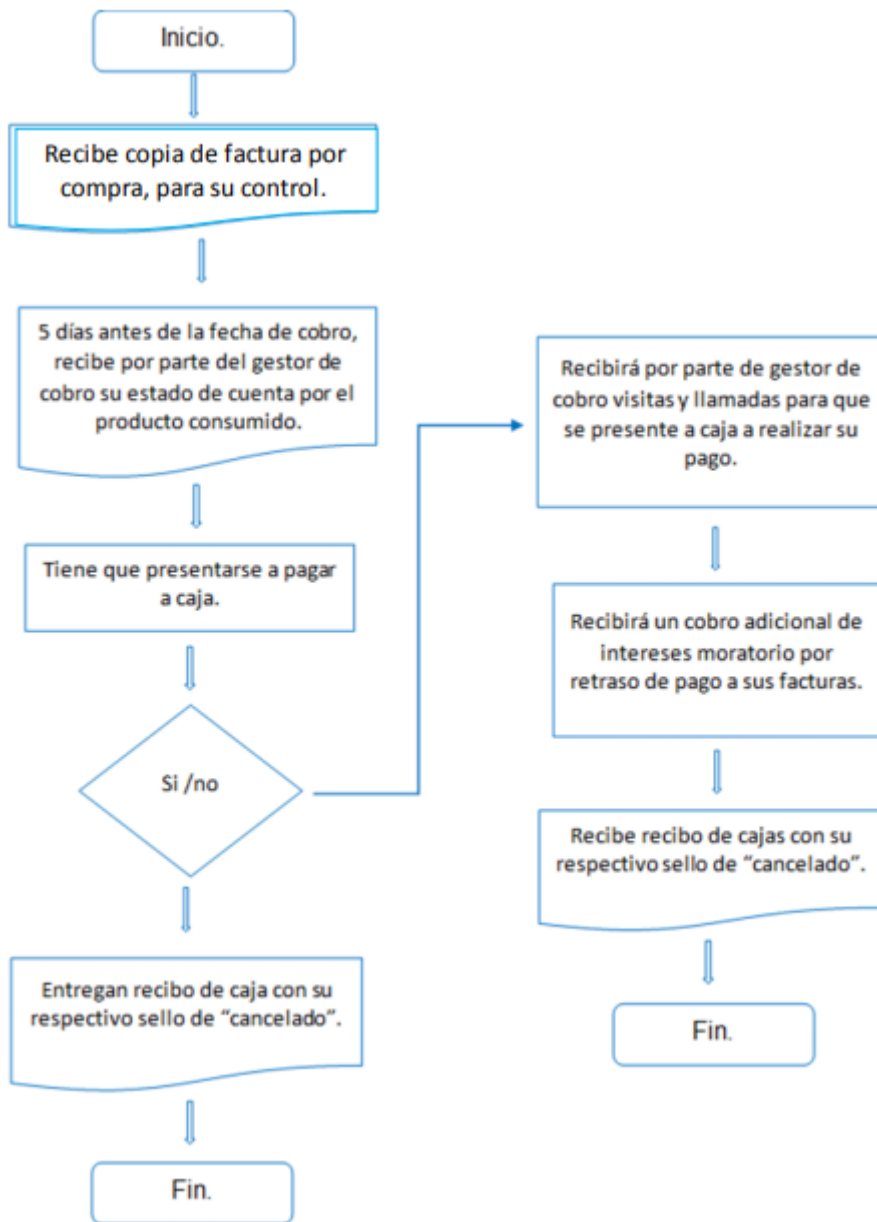 Inicio.
Recibe copia de factura por
compra, para su control.
5 días antes de la fecha de cobro,
recibe por parte del gestor de
cobro su estado de cuenta por el
producto consumido.
Tiene que presentarse a pagar
a caja.
Si /no
Entregan recibo de caja con su
respectivo sello de “cancelado”.
Fin.
Recibirá por parte de gestor de
cobro visitas y llamadas para que
se presente a caja a realizar su
pago.
Recibirá un cobro adicional de
intereses moratorio por
retraso de pago a sus facturas.
Recibe recibo de cajas con su
respectivo sello de “cancelado”.
Fin.